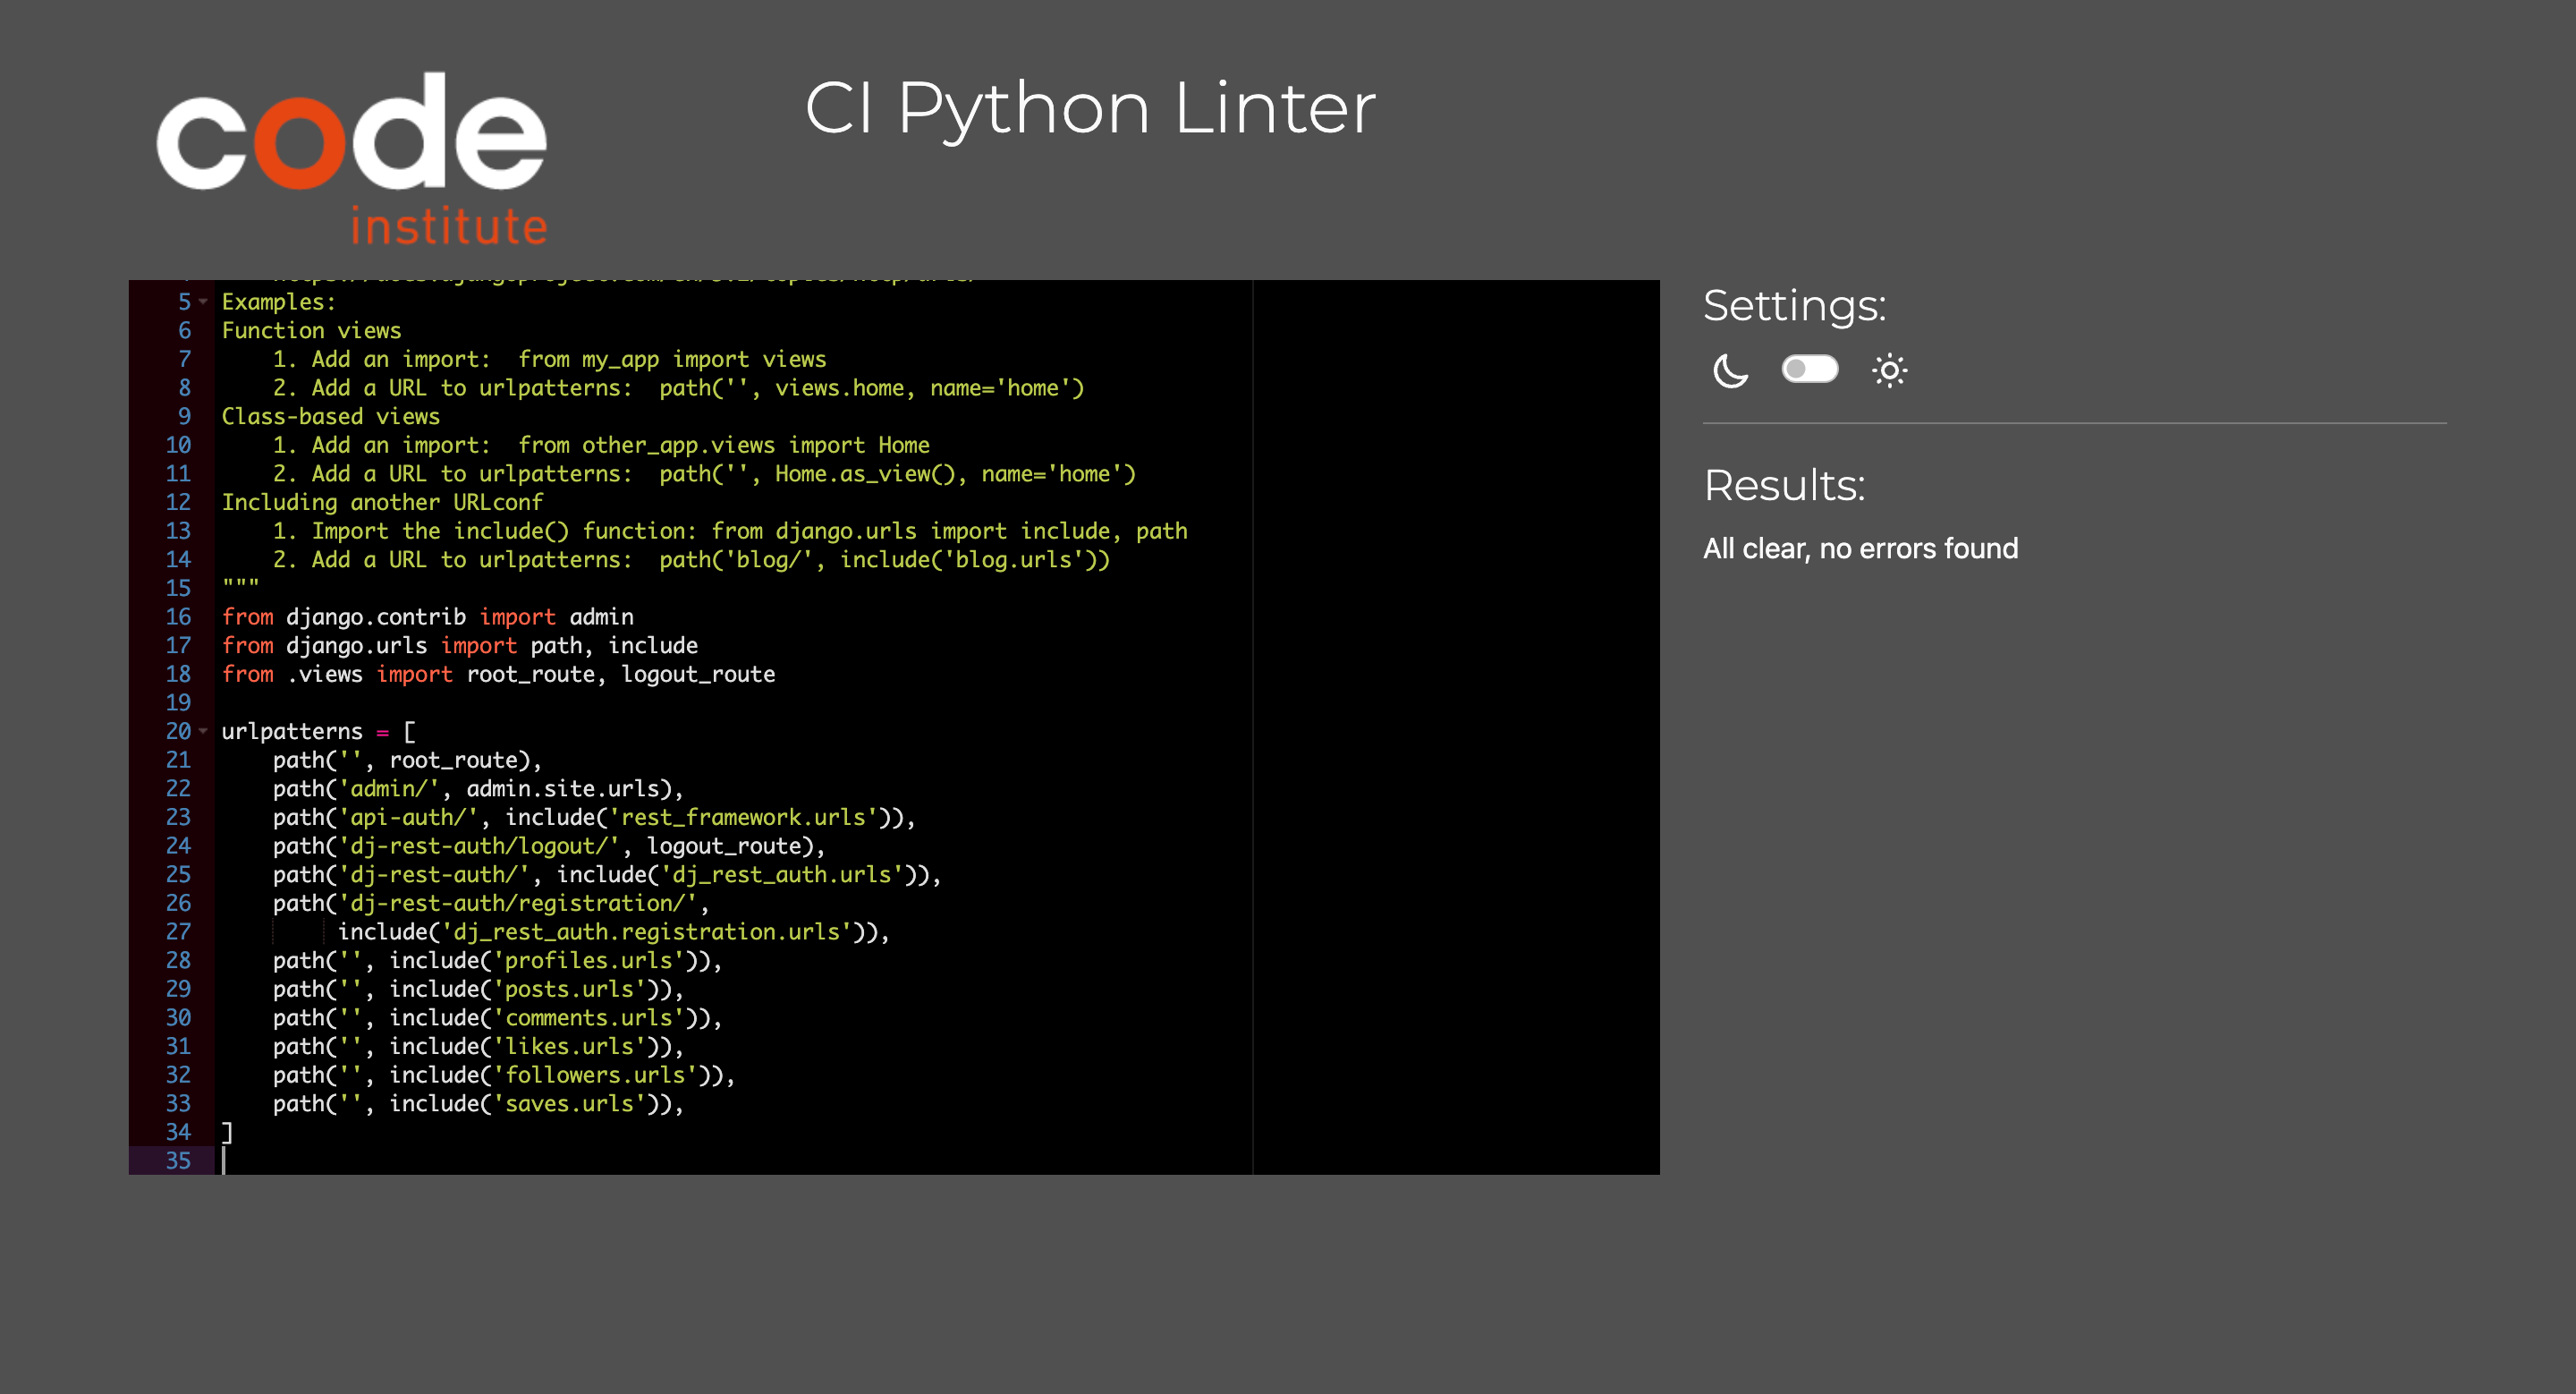 code
institute
CI Python Linter
5 Examples:
6 Function views
7     1. Add an import:  from my_app import views
8     2. Add a URL to urlpatterns:  path('', views.home, name='home')
9 Class-based views
10     1. Add an import:  from other_app.views import Home
11     2. Add a URL to urlpatterns:  path('', Home.as_view(), name='home')
12 Including another URLconf
13     1. Import the include() function: from django.urls import include, path
14     2. Add a URL to urlpatterns:  path('blog/', include('blog.urls'))
15 """
16 from django.contrib import admin
17 from django.urls import path, include
18 from .views import root_route, logout_route
19
20 urlpatterns = [
21     path('', root_route),
22     path('admin/', admin.site.urls),
23     path('api-auth/', include('rest_framework.urls')),
24     path('dj-rest-auth/logout/', logout_route),
25     path('dj-rest-auth/', include('dj_rest_auth.urls')),
26     path('dj-rest-auth/registration/',
27          include('dj_rest_auth.registration.urls')),
28     path('', include('profiles.urls')),
29     path('', include('posts.urls')),
30     path('', include('comments.urls')),
31     path('', include('likes.urls')),
32     path('', include('followers.urls')),
33     path('', include('saves.urls')),
34 ]
35
Settings:
Results:
All clear, no errors found